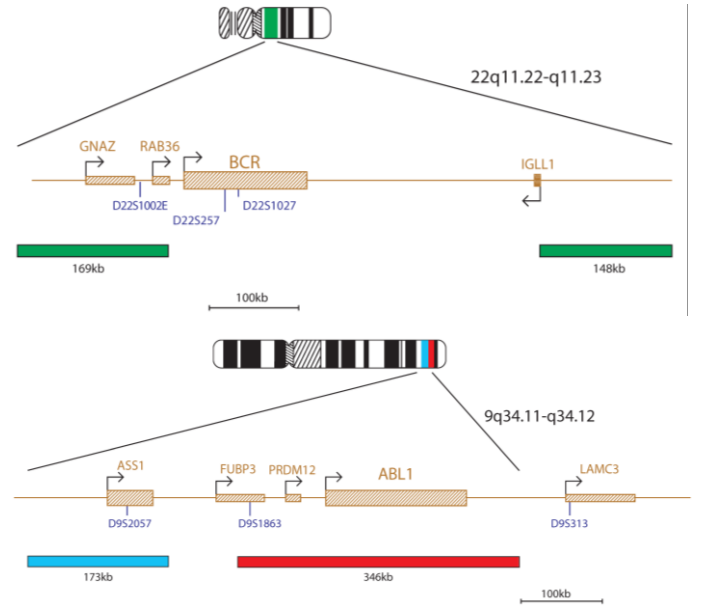 22q11.22-q11.23
GNAZ RAB36 BCR IGLL1
D22S1002E D22S1027
D22S257
169kb 148kb
100kb
9q34.11-q34.12
ASS1 FUBP3 PRDM12 ABL1 LAMC3
D9S2057 D9S1863 D9S313
173kb 346kb
100kb